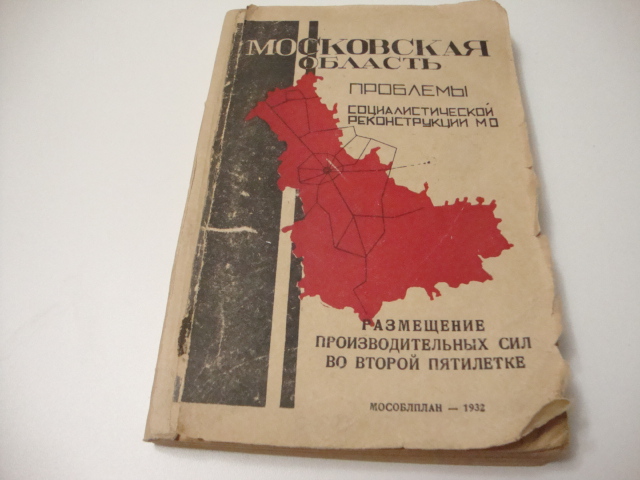 МОСКОВСКАЯ
ОБЛАСТЬ
ПРОБЛЕМЫ
СОЦИАЛИСТИЧЕСКОЙ
РЕКОНСТРУКЦИИ МО
РАЗМЕЩЕНИЕ
ПРОИЗВОДИТЕЛЬНЫХ СИЛ
ВО ВТОРОЙ ПЯТИЛЕТКЕ
МОСОБЛПЛАН — 1932